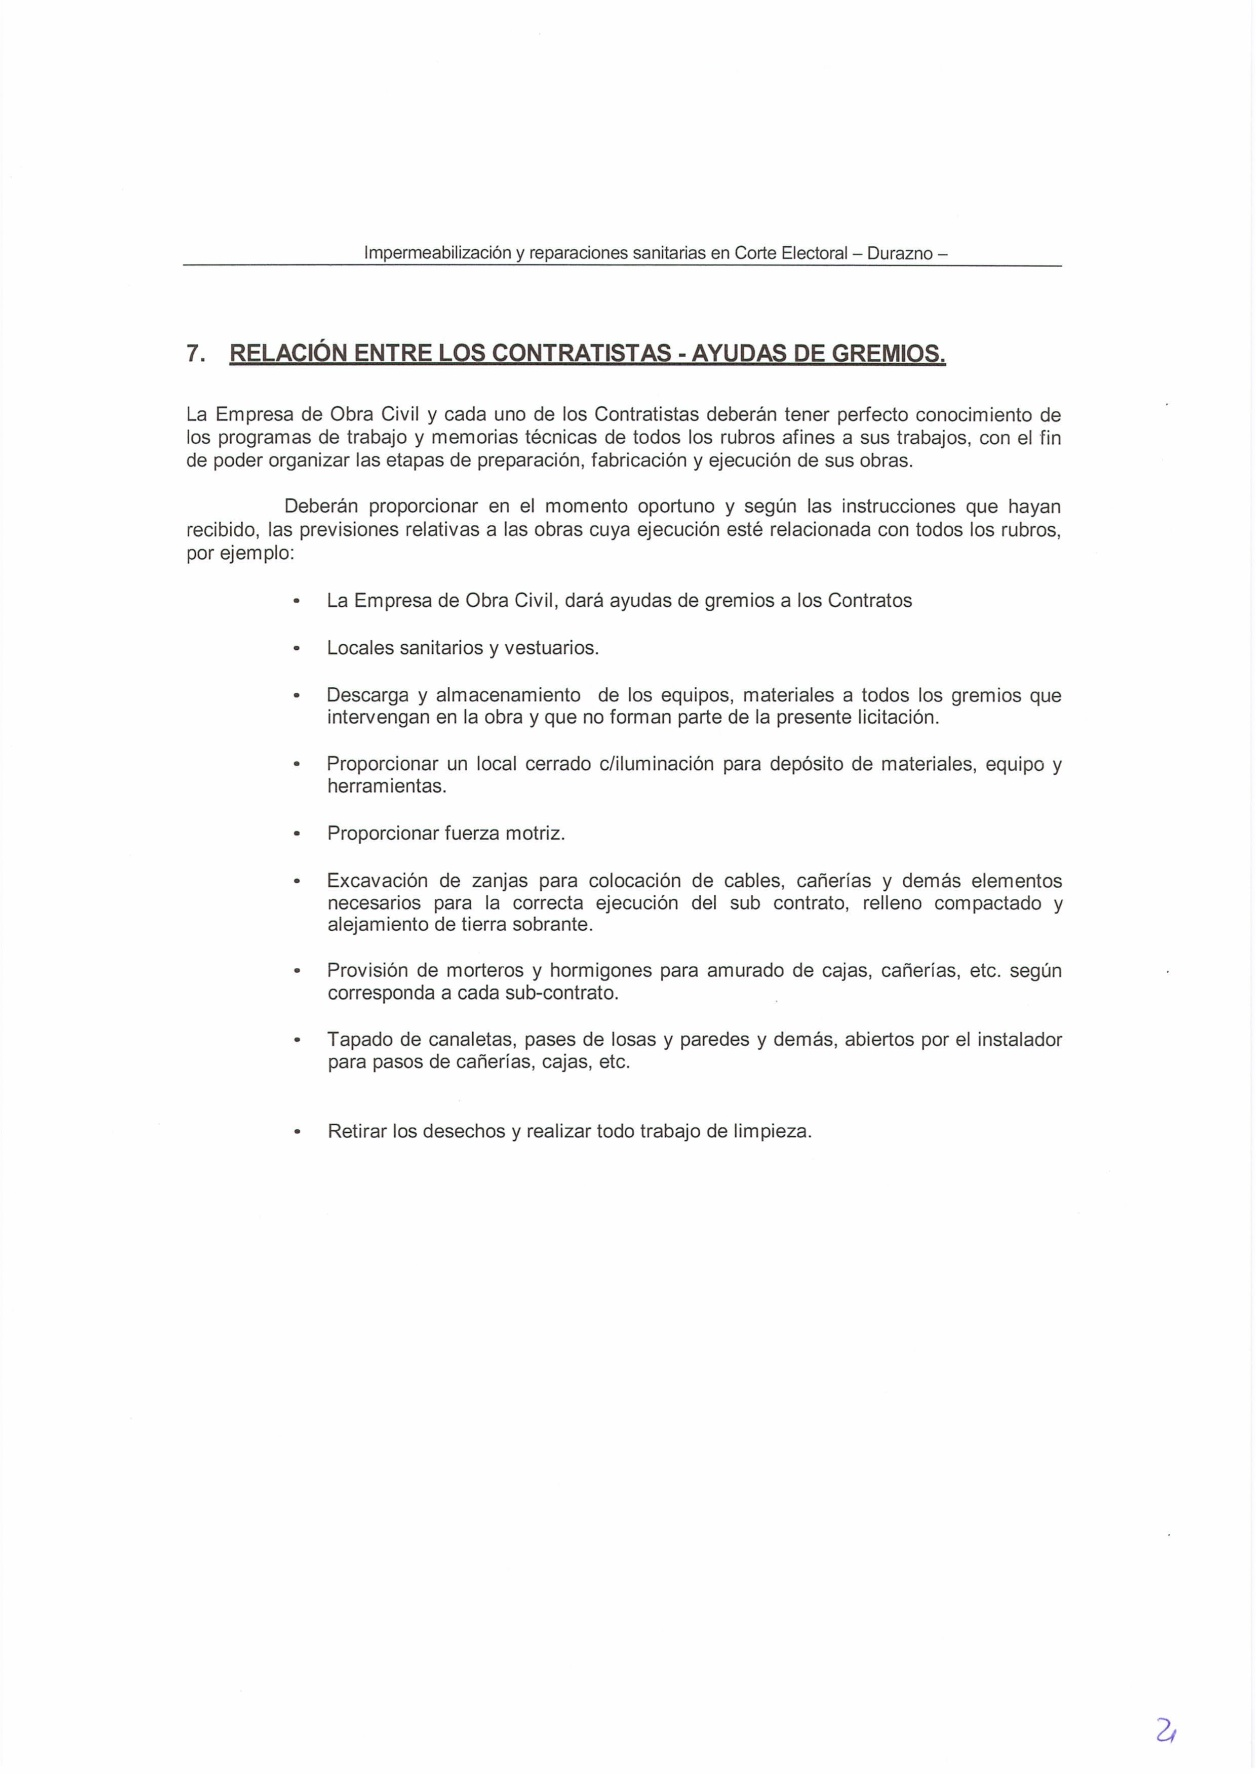 Impermeabilización y reparaciones sanitarias en Corte Electoral – Durazno –
7. RELACIÓN ENTRE LOS CONTRATISTAS - AYUDAS DE GREMIOS.
La Empresa de Obra Civil y cada uno de los Contratistas deberán tener perfecto conocimiento de
los programas de trabajo y memorias técnicas de todos los rubros afines a sus trabajos, con el fin
de poder organizar las etapas de preparación, fabricación y ejecución de sus obras.
Deberán proporcionar en el momento oportuno y según las instrucciones que hayan
recibido, las previsiones relativas a las obras cuya ejecución esté relacionada con todos los rubros,
por ejemplo:
• La Empresa de Obra Civil, dará ayudas de gremios a los Contratos
• Locales sanitarios y vestuarios.
• Descarga y almacenamiento de los equipos, materiales a todos los gremios que
intervengan en la obra y que no forman parte de la presente licitación.
• Proporcionar un local cerrado c/iluminación para depósito de materiales, equipo y
herramientas.
• Proporcionar fuerza motriz.
• Excavación de zanjas para colocación de cables, cañerías y demás elementos
necesarios para la correcta ejecución del sub contrato, relleno compactado y
alejamiento de tierra sobrante.
• Provisión de morteros y hormigones para amurado de cajas, cañerías, etc. según
corresponda a cada sub-contrato.
• Tapado de canaletas, pases de losas y paredes y demás, abiertos por el instalador
para pasos de cañerías, cajas, etc.
• Retirar los desechos y realizar todo trabajo de limpieza.